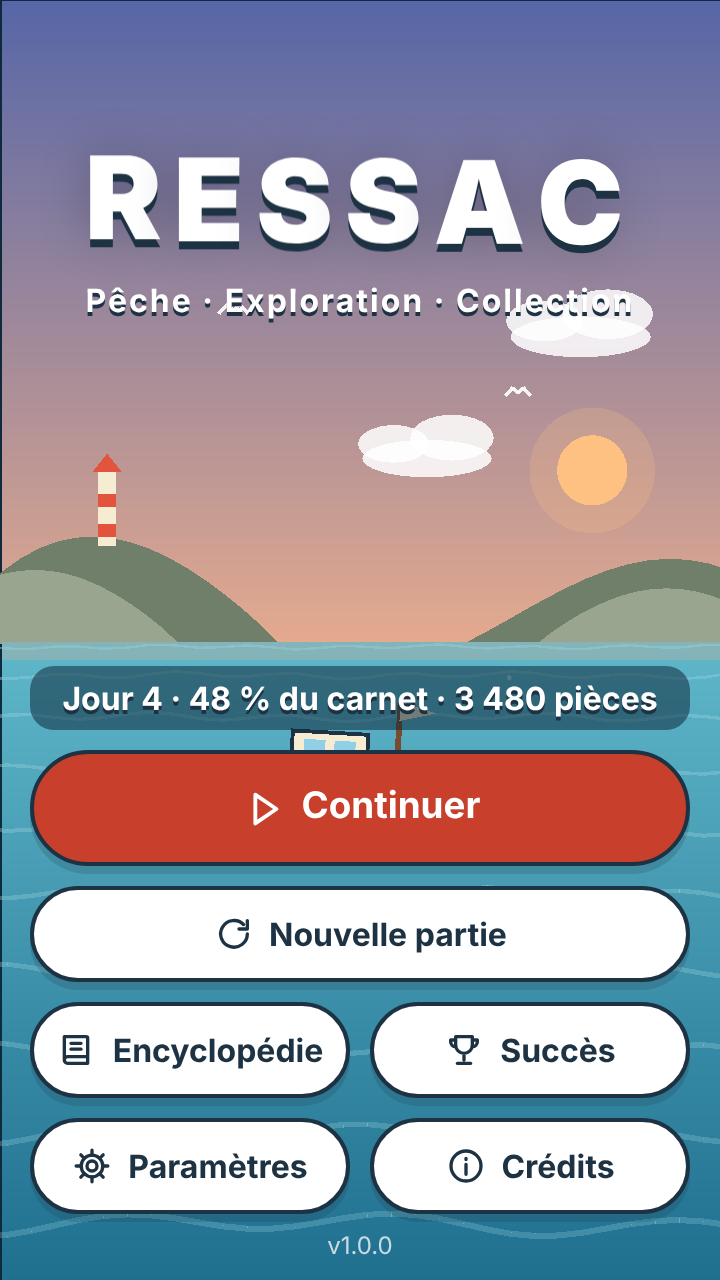 RESSAC
Pêche · Exploration · Collection
Jour 4 · 48 % du carnet · 3 480 pièces
Continuer
Nouvelle partie
Encyclopédie
Succès
Paramètres
Crédits
v1.0.0